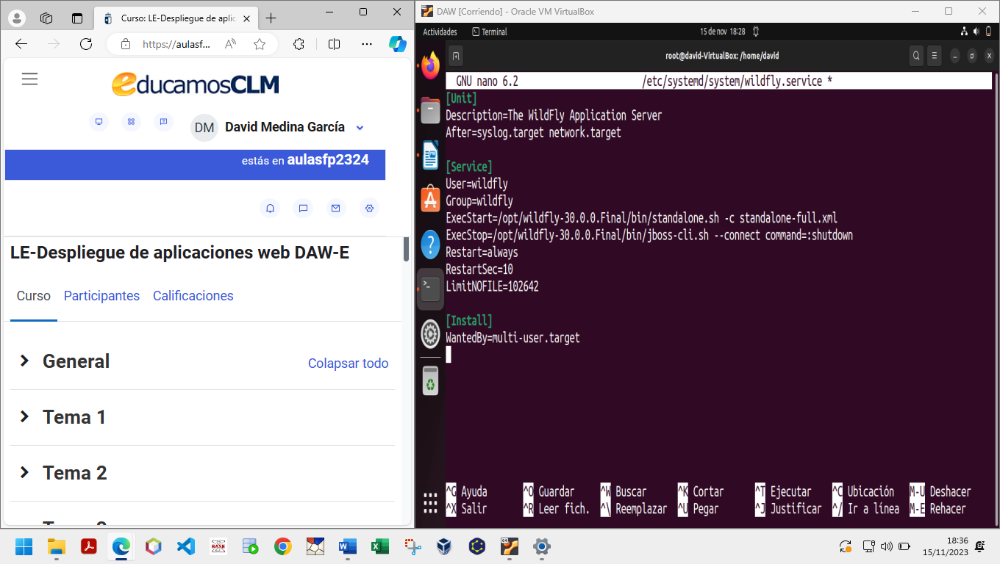 Curso: LE-Despliegue de aplic
https://aulasf...
educamosCLM
DM
David Medina García
estás en aulasfp2324
LE-Despliegue de aplicaciones web DAW-E
Curso
Participantes
Calificaciones
General
Colapsar todo
Tema 1
Tema 2
DAW [Corriendo] - Oracle VM VirtualBox
Actividades
Terminal
15 de nov 18:28
root@david-VirtualBox: /home/david
GNU nano 6.2 /etc/systemd/system/wildfly.service *
[Unit]
Description=The WildFly Application Server
After=syslog.target network.target
[Service]
User=wildfly
Group=wildfly
ExecStart=/opt/wildfly-30.0.0.Final/bin/standalone.sh -c standalone-full.xml
ExecStop=/opt/wildfly-30.0.0.Final/bin/jboss-cli.sh --connect command=:shutdown
Restart=always
RestartSec=10
LimitNOFILE=102642
[Install]
WantedBy=multi-user.target
^G Ayuda ^O Guardar ^W Buscar ^K Cortar ^T Ejecutar ^C Ubicación M-U Deshacer
^X Salir ^R Leer fich. ^\ Reemplazar ^U Pegar ^J Justificar ^/ Ir a línea M-E Rehacer
18:36
15/11/2023